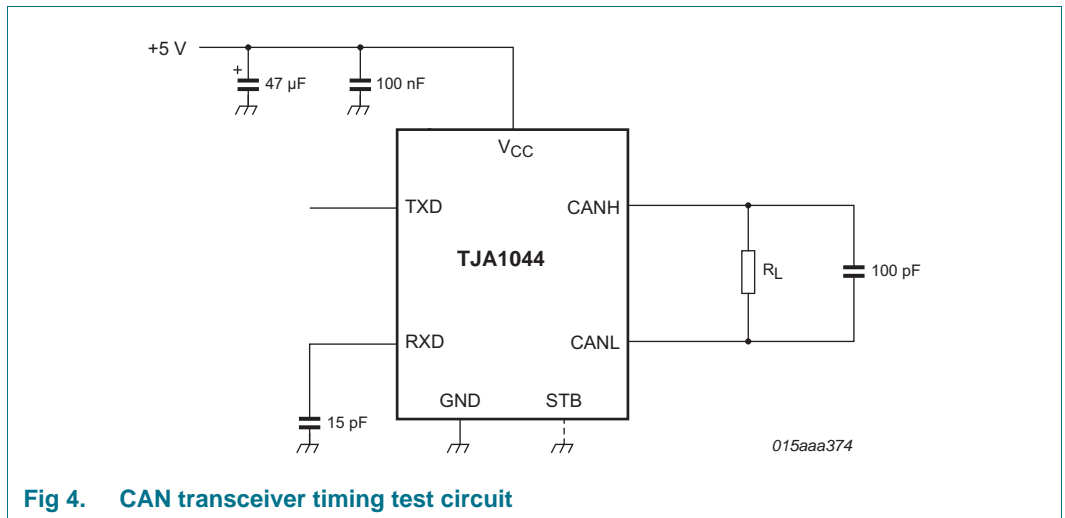 +5 V
+
47 µF
100 nF
VCC
TXD
CANH
TJA1044
RL
100 pF
RXD
CANL
GND
STB
15 pF
015aaa374
Fig 4. CAN transceiver timing test circuit